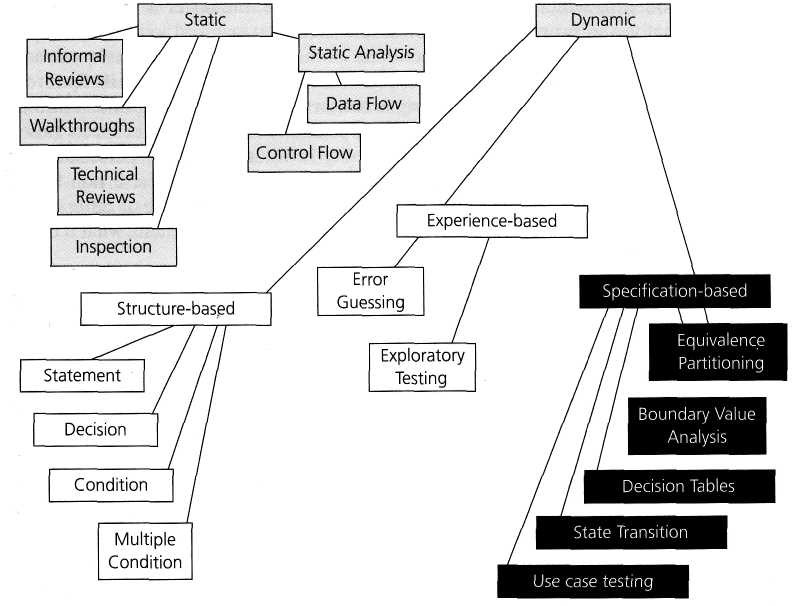 Static
Dynamic
Informal
Reviews
Static Analysis
Data Flow
Walkthroughs
Control Flow
Technical
Reviews
Experience-based
Inspection
Error
Guessing
Specification-based
Structure-based
Equivalence
Partitioning
Exploratory
Testing
Statement
Boundary Value
Analysis
Decision
Condition
Decision Tables
Multiple
Condition
State Transition
Use case testing